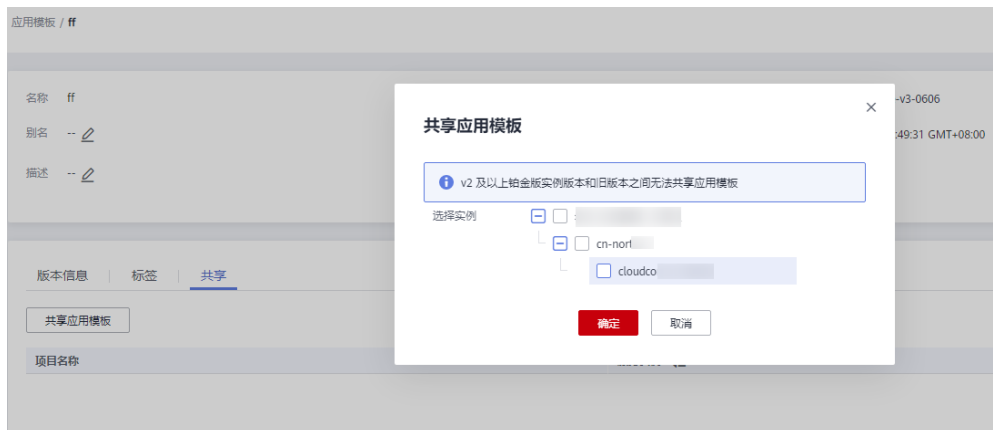 应用模板 / ff
名称 ff
-v3-0606
别名 --
:49:31 GMT+08:00
描述 --
共享应用模板
v2 及以上铂金版实例版本和旧版本之间无法共享应用模板
选择实例
cn-nort
cloudco
确定 取消
版本信息 标签 共享
共享应用模板
项目名称